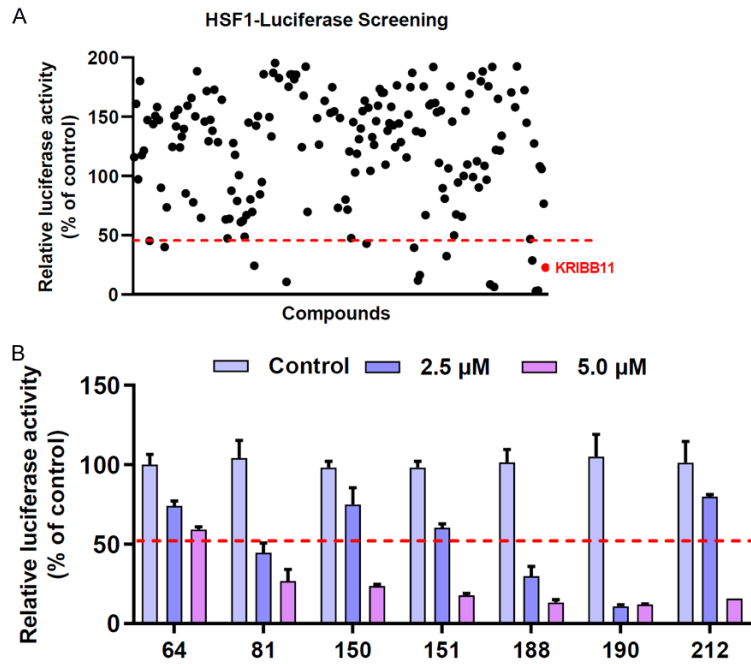 A
HSF1-Luciferase Screening
Relative luciferase activity
(% of control)
200
150
100
50
0
KRIBB11
Compounds
B
Control
2.5 µM
5.0 µM
Relative luciferase activity
(% of control)
150
100
50
0
64
81
150
151
188
190
212